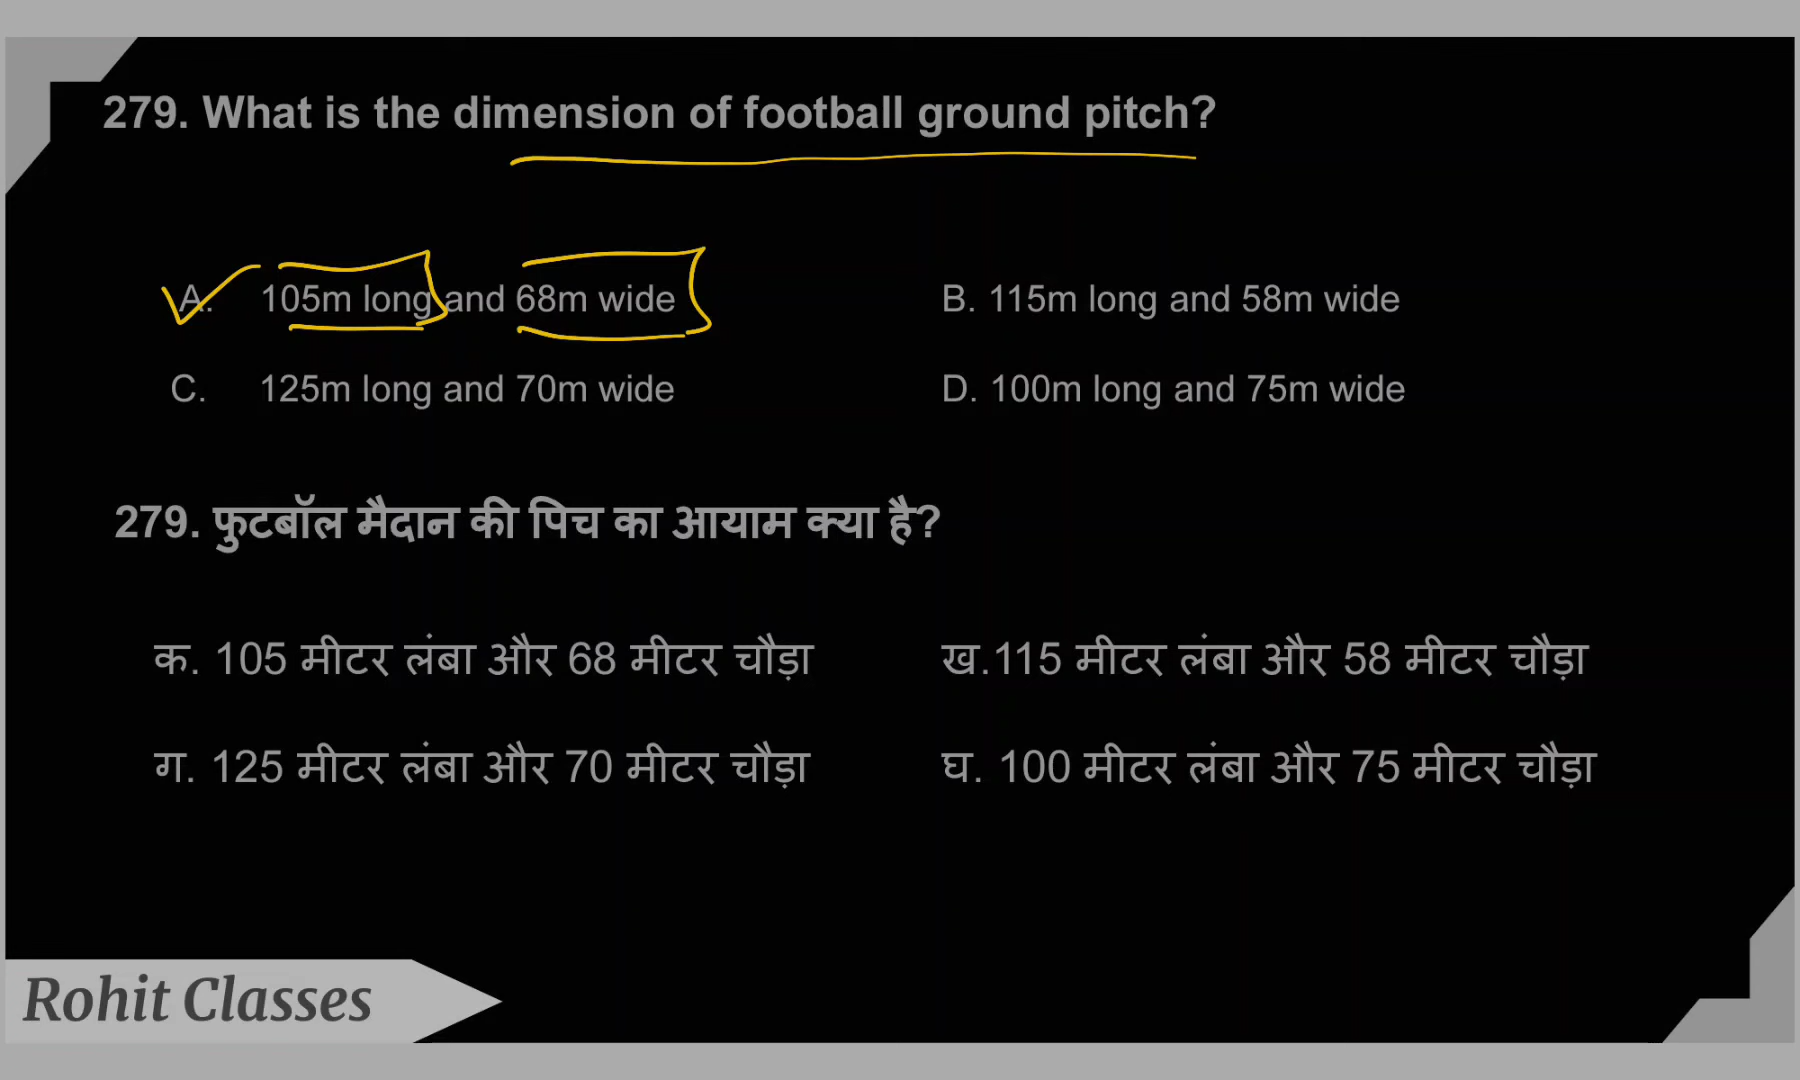 279. What is the dimension of football ground pitch?
A. 105m long and 68m wide
B. 115m long and 58m wide
C. 125m long and 70m wide
D. 100m long and 75m wide
279. फुटबॉल मैदान की पिच का आयाम क्या है?
क. 105 मीटर लंबा और 68 मीटर चौड़ा
ख.115 मीटर लंबा और 58 मीटर चौड़ा
ग. 125 मीटर लंबा और 70 मीटर चौड़ा
घ. 100 मीटर लंबा और 75 मीटर चौड़ा
Rohit Classes